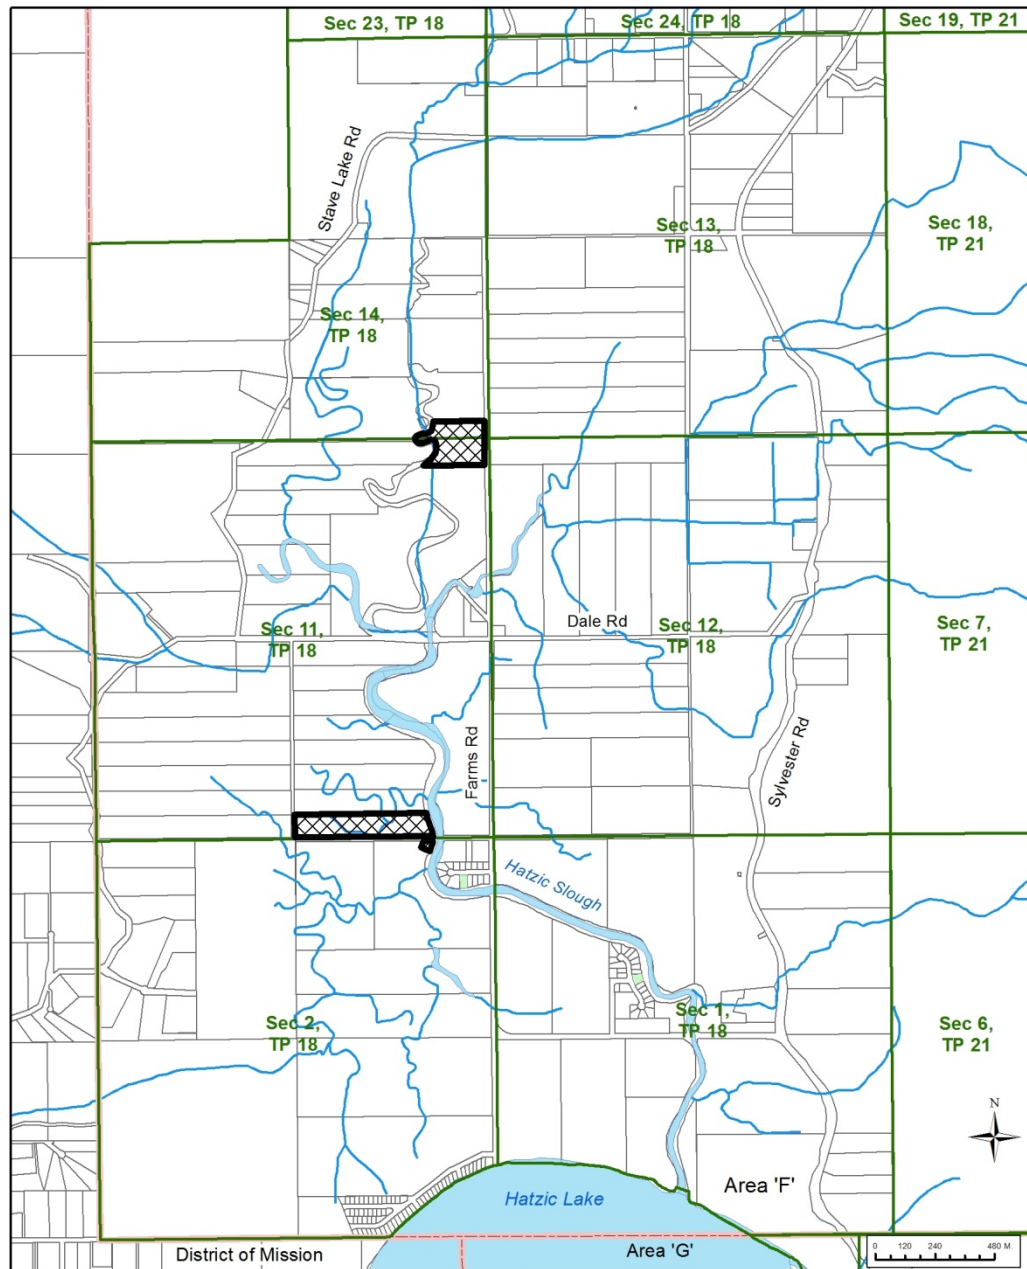 Sec 23, TP 18
Sec 24, TP 18
Sec 19, TP 21
Stave Lake Rd
Sec 13,
TP 18
Sec 18,
TP 21
Sec 14,
TP 18
Dale Rd
Sec 11,
TP 18
Sec 12,
TP 18
Sec 7,
TP 21
Farms Rd
Sylvester Rd
Hatzic Slough
Sec 2,
TP 18
Sec 1,
TP 18
Sec 6,
TP 21
N
Hatzic Lake
Area 'F'
District of Mission
Area 'G'
0 120 240 480 M.